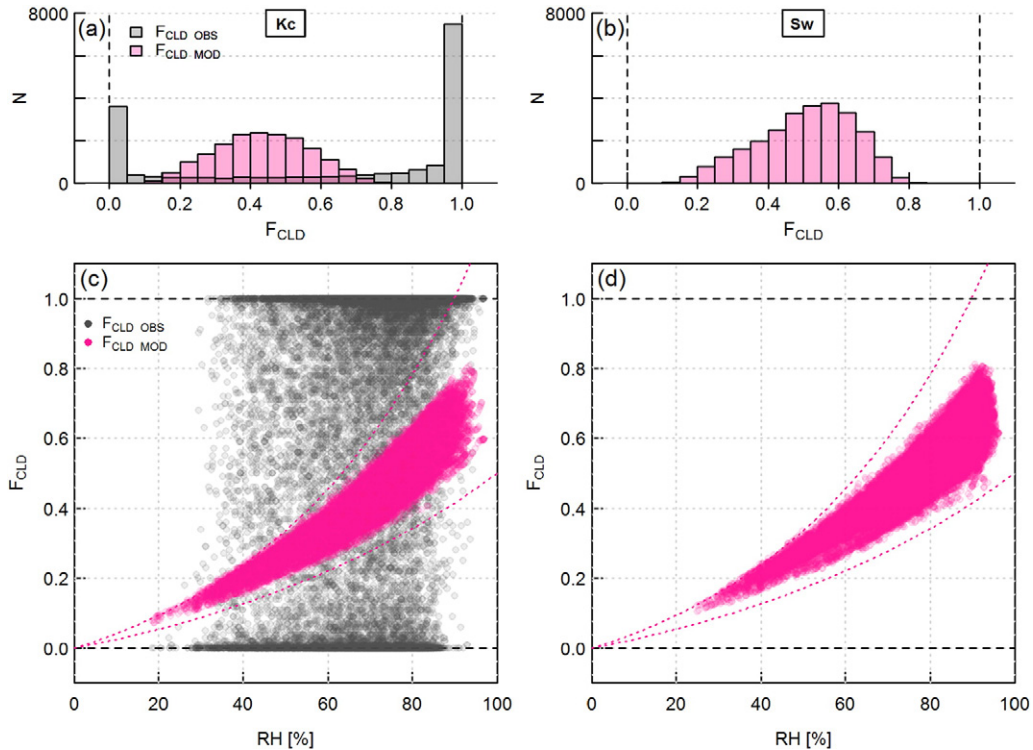 (a)
Kc
F_CLD OBS
F_CLD MOD
N
8000
0
0.0 0.2 0.4 0.6 0.8 1.0
F_CLD
(b)
Sw
N
8000
0
0.0 0.2 0.4 0.6 0.8 1.0
F_CLD
(c)
F_CLD OBS
F_CLD MOD
F_CLD
1.0
0.8
0.6
0.4
0.2
0.0
0 20 40 60 80 100
RH [%]
(d)
F_CLD
1.0
0.8
0.6
0.4
0.2
0.0
0 20 40 60 80 100
RH [%]